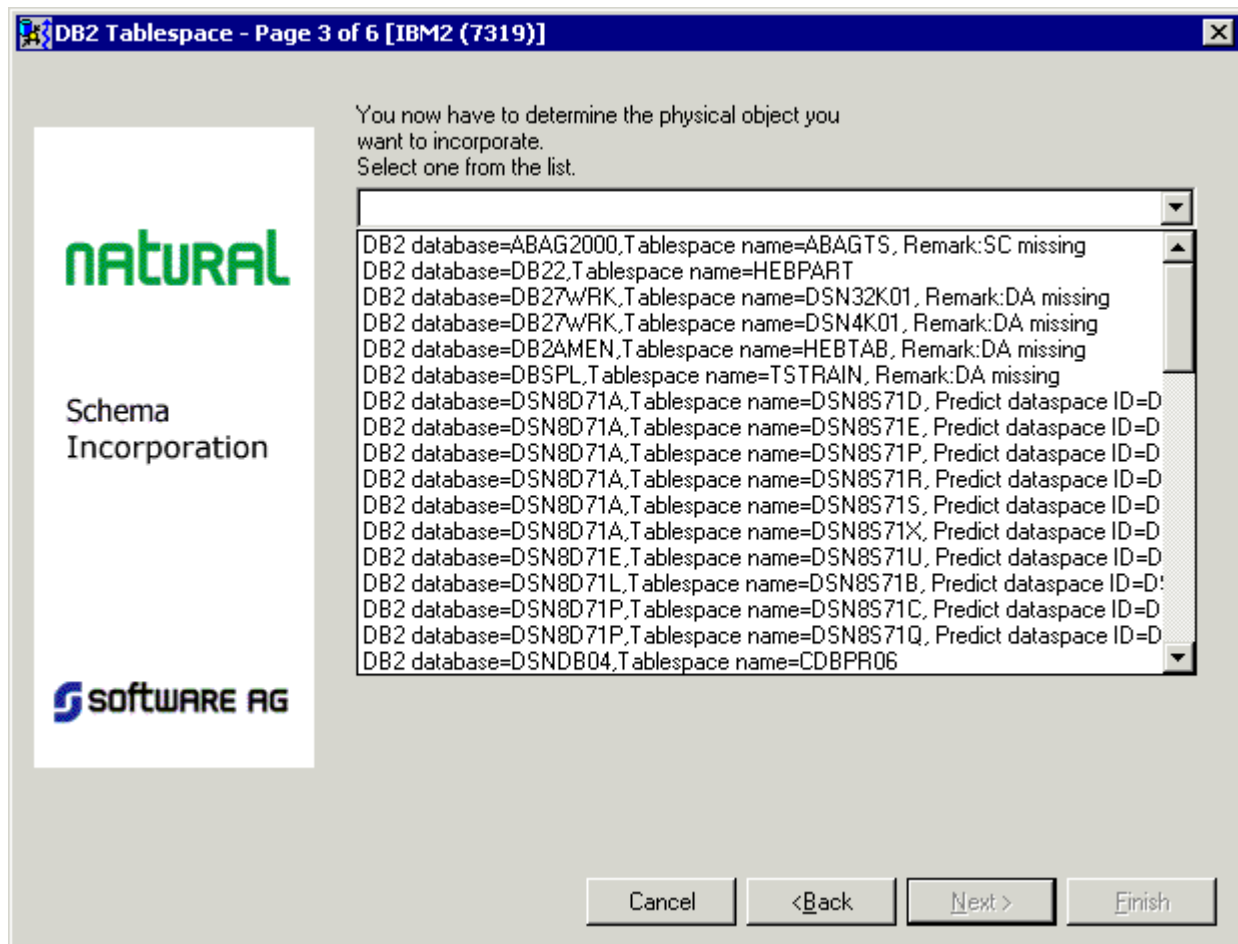 DB2 Tablespace - Page 3 of 6 [IBM2 (7319)]
You now have to determine the physical object you
want to incorporate.
Select one from the list.
natural
Schema
Incorporation
software AG
DB2 database=ABAG2000,Tablespace name=ABAGTS, Remark:SC missing
DB2 database=DB22,Tablespace name=HEBPART
DB2 database=DB27WRK,Tablespace name=DSN32K01, Remark:DA missing
DB2 database=DB27WRK,Tablespace name=DSN4K01, Remark:DA missing
DB2 database=DB2AMEN,Tablespace name=HEBTAB, Remark:DA missing
DB2 database=DBSPL,Tablespace name=TSTRAIN, Remark:DA missing
DB2 database=DSN8D71A,Tablespace name=DSN8S71D, Predict dataspace ID=D
DB2 database=DSN8D71A,Tablespace name=DSN8S71E, Predict dataspace ID=D
DB2 database=DSN8D71A,Tablespace name=DSN8S71P, Predict dataspace ID=D
DB2 database=DSN8D71A,Tablespace name=DSN8S71R, Predict dataspace ID=D
DB2 database=DSN8D71A,Tablespace name=DSN8S71S, Predict dataspace ID=D
DB2 database=DSN8D71A,Tablespace name=DSN8S71X, Predict dataspace ID=D
DB2 database=DSN8D71E,Tablespace name=DSN8S71U, Predict dataspace ID=D
DB2 database=DSN8D71L,Tablespace name=DSN8S71B, Predict dataspace ID=DS
DB2 database=DSN8D71P,Tablespace name=DSN8S71C, Predict dataspace ID=D
DB2 database=DSN8D71P,Tablespace name=DSN8S71Q, Predict dataspace ID=D
DB2 database=DSNDB04,Tablespace name=CDBPR06
Cancel
<Back
Next >
Finish